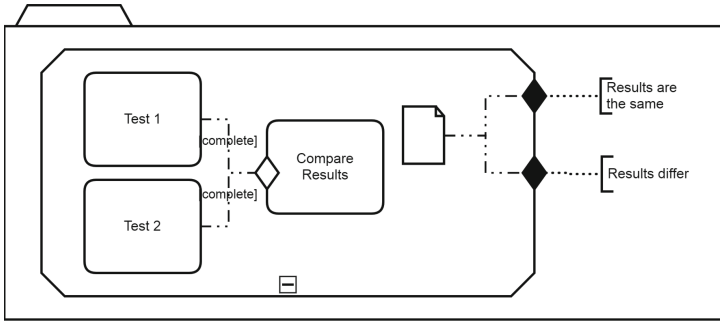 Test 1
[complete]
Compare
Results
[complete]
Test 2
Results are
the same
Results differ